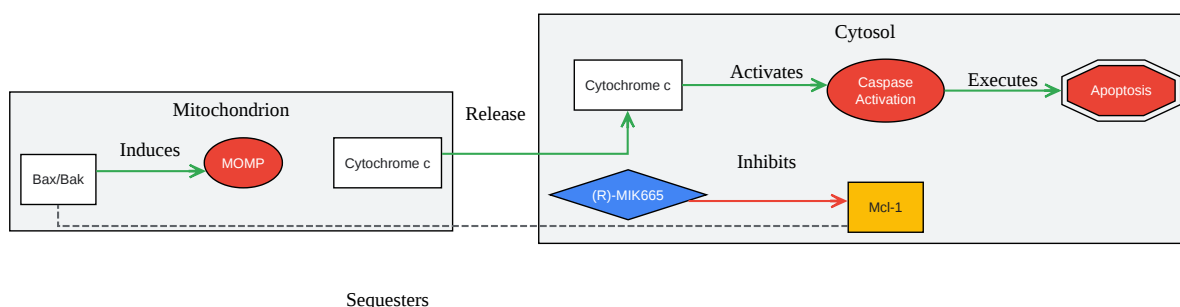 Cytosol
Cytochrome c
Activates
Caspase
Activation
Executes
Apoptosis
Mitochondrion
Release
Induces
MOMP
Cytochrome c
Bax/Bak
Inhibits
(R)-MIK665
Mcl-1
Sequesters